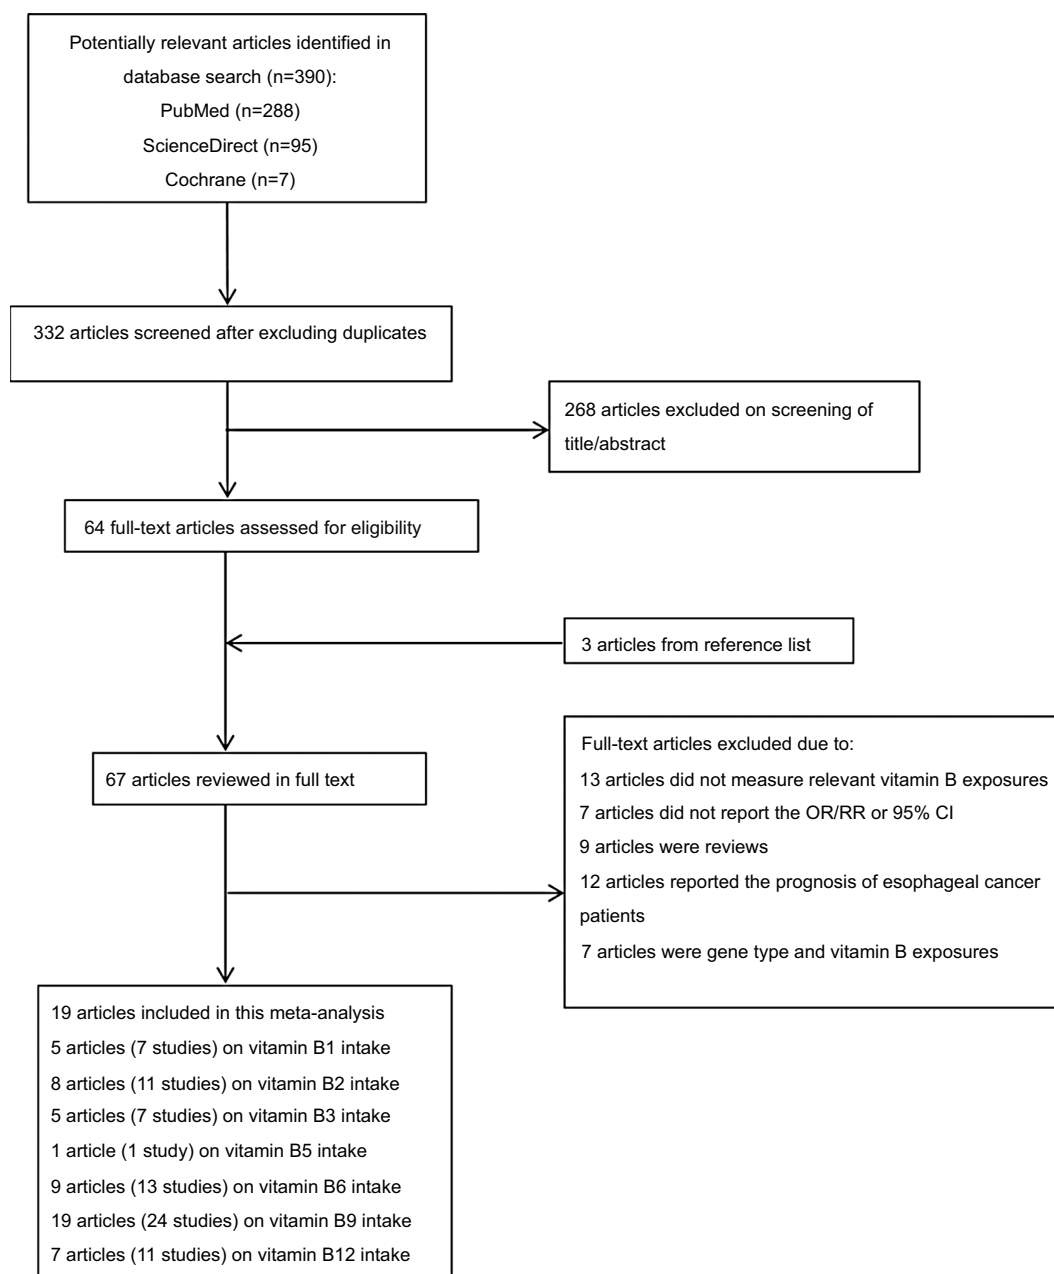 Potentially relevant articles identified in
database search (n=390):
PubMed (n=288)
ScienceDirect (n=95)
Cochrane (n=7)
332 articles screened after excluding duplicates
268 articles excluded on screening of
title/abstract
64 full-text articles assessed for eligibility
3 articles from reference list
67 articles reviewed in full text
Full-text articles excluded due to:
13 articles did not measure relevant vitamin B exposures
7 articles did not report the OR/RR or 95% CI
9 articles were reviews
12 articles reported the prognosis of esophageal cancer
patients
7 articles were gene type and vitamin B exposures
19 articles included in this meta-analysis
5 articles (7 studies) on vitamin B1 intake
8 articles (11 studies) on vitamin B2 intake
5 articles (7 studies) on vitamin B3 intake
1 article (1 study) on vitamin B5 intake
9 articles (13 studies) on vitamin B6 intake
19 articles (24 studies) on vitamin B9 intake
7 articles (11 studies) on vitamin B12 intake